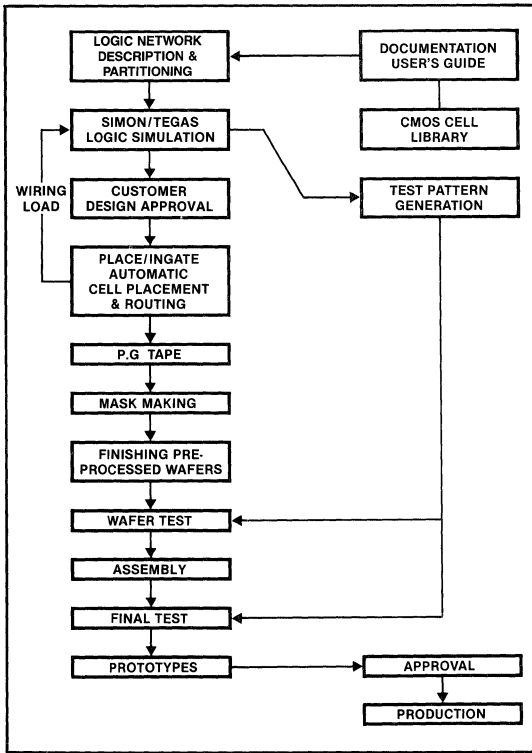 LOGIC NETWORK
DESCRIPTION &
PARTITIONING
DOCUMENTATION
USER'S GUIDE
SIMON/TEGAS
LOGIC SIMULATION
CMOS CELL
LIBRARY
WIRING
LOAD
CUSTOMER
DESIGN APPROVAL
TEST PATTERN
GENERATION
PLACE/INGATE
AUTOMATIC
CELL PLACEMENT
& ROUTING
P.G TAPE
MASK MAKING
FINISHING PRE-
PROCESSED WAFERS
WAFER TEST
ASSEMBLY
FINAL TEST
PROTOTYPES
APPROVAL
PRODUCTION